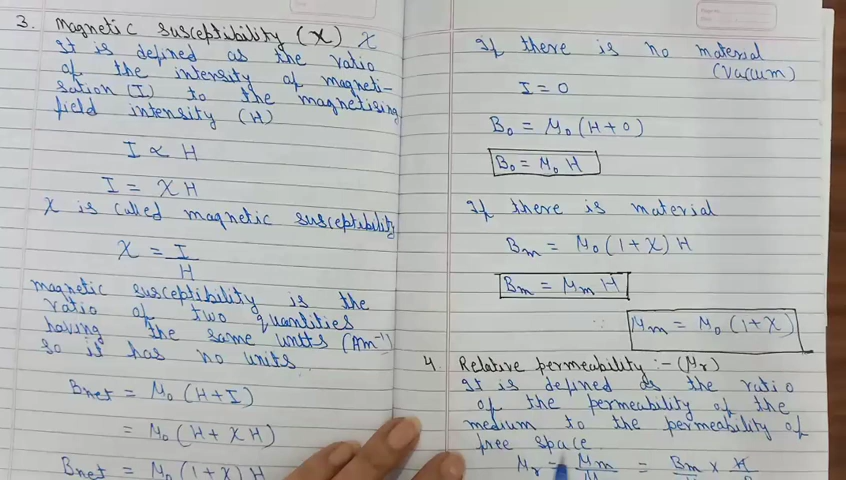 3. Magnetic susceptibility (χ) χ
It is defined as the ratio
of the intensity of magneti-
sation (I) to the magnetising
field intensity (H)
I ∝ H
I = χ H
χ is called magnetic susceptibility
χ = I
H
magnetic susceptibility is the
ratio of two quantities
having the same units (Am⁻¹)
so it has no units.
Bnet = μ₀ (H+I)
= μ₀ (H + χ H)
Bnet = μ₀ (1+χ) H
If there is no material
(Vacuum)
I = 0
B₀ = μ₀ (H+0)
B₀ = μ₀ H
If there is material
Bm = μ₀ (1+χ) H
Bm = μm H
∵ μm = μ₀ (1+χ)
4. Relative permeability :- (μr)
It is defined as the ratio
of the permeability of the
medium to the permeability of
free space
μr = μm = Bm × H